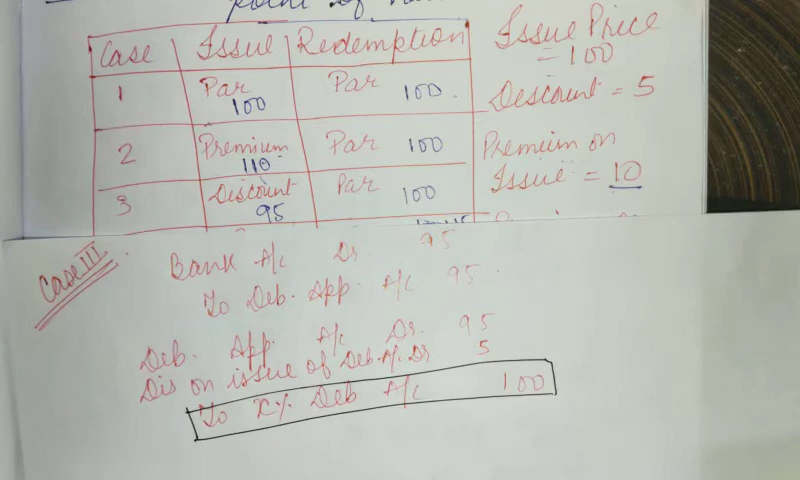 point of
Case Issue Redemption
1 Par 100 Par 100
2 Premium 110 Par 100
3 Discount 95 Par 100
Issue Price
= 100
Discount = 5
Premium on
Issue = 10
Case III
Bank A/c Dr. 95
To Deb. App. A/c 95
Deb. App. A/c Dr. 95
Dis on issue of Deb. A/c Dr 5
To X% Deb A/c 100